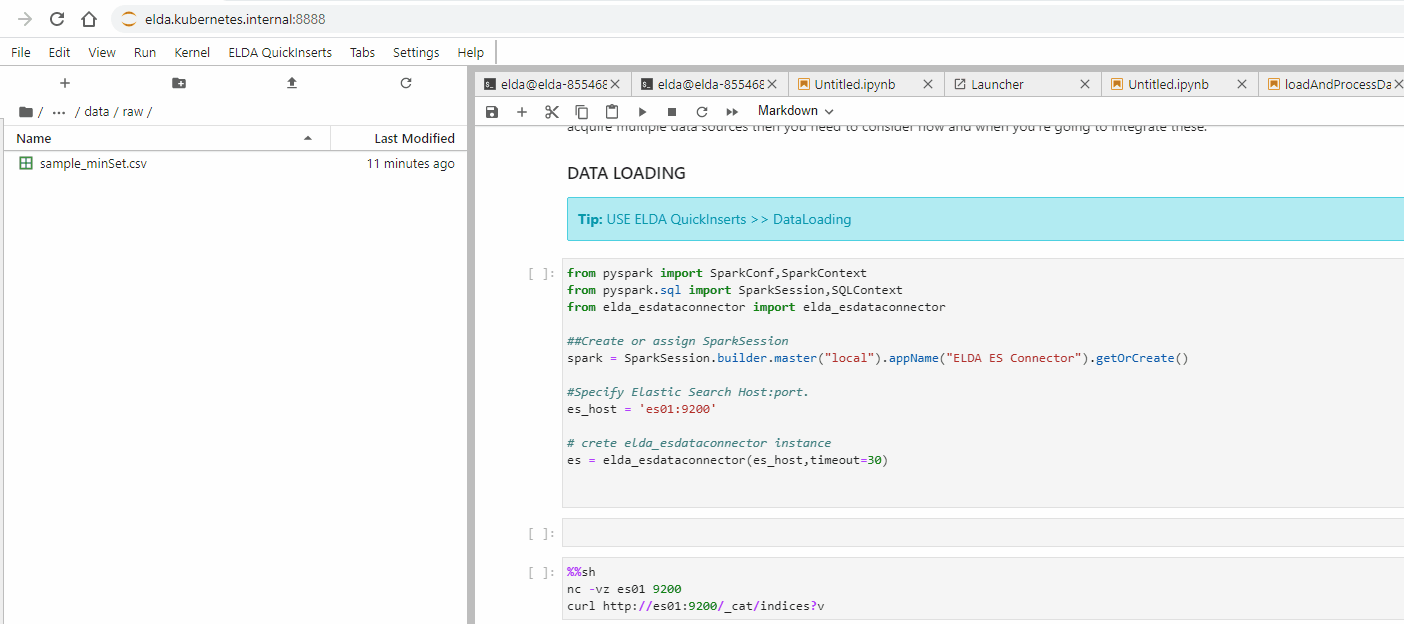 elda.kubernetes.internal:8888
File Edit View Run Kernel ELDA QuickInserts Tabs Settings Help
elda@elda-85546 elda@elda-85546 Untitled.ipynb Launcher Untitled.ipynb loadAndProcessDa
/ ... / data / raw /
Markdown
Name Last Modified
sample_minSet.csv 11 minutes ago
acquire multiple data sources then you need to consider how and when you're going to integrate these.
DATA LOADING
Tip: USE ELDA QuickInserts >> DataLoading
[ ]:
from pyspark import SparkConf,SparkContext
from pyspark.sql import SparkSession,SQLContext
from elda_esdataconnector import elda_esdataconnector
##Create or assign SparkSession
spark = SparkSession.builder.master("local").appName("ELDA ES Connector").getOrCreate()
#Specify Elastic Search Host:port.
es_host = 'es01:9200'
# crete elda_esdataconnector instance
es = elda_esdataconnector(es_host,timeout=30)
[ ]:
[ ]:
%%sh
nc -vz es01 9200
curl http://es01:9200/_cat/indices?v